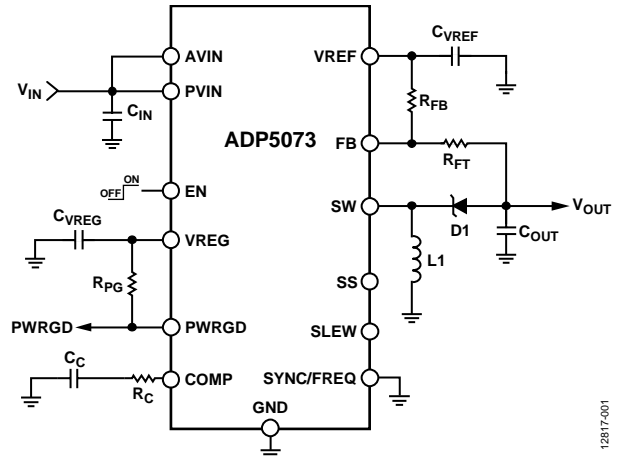 AVIN
VREF
CVREF
VIN
PVIN
CIN
RFB
ADP5073
FB
RFT
ON
OFF
EN
SW
VOUT
CVREG
D1
COUT
VREG
L1
RPG
SS
PWRGD
PWRGD
SLEW
CC
COMP
SYNC/FREQ
RC
GND
12817-001